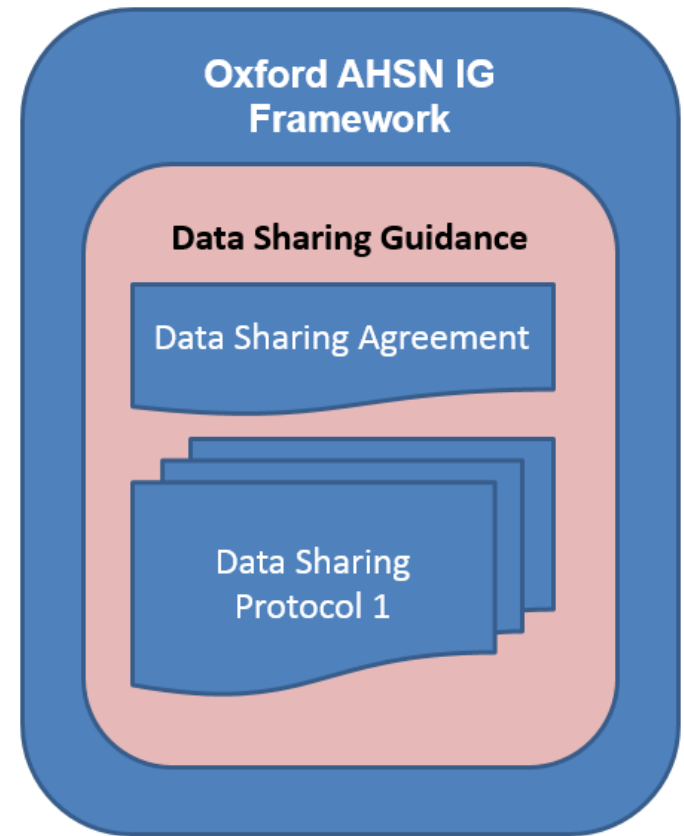 Oxford AHSN IG
Framework
Data Sharing Guidance
Data Sharing Agreement
Data Sharing
Protocol 1